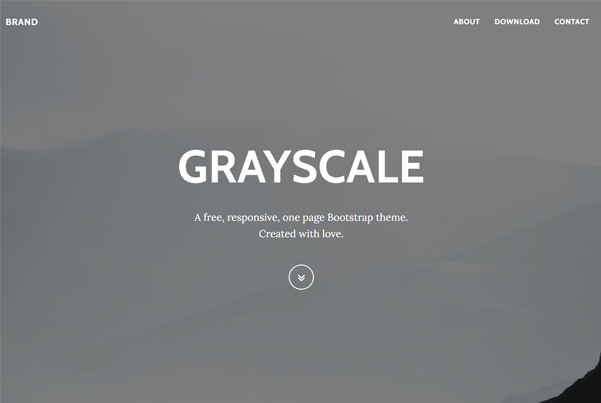 BRAND
ABOUT DOWNLOAD CONTACT
GRAYSCALE
A free, responsive, one page Bootstrap theme.
Created with love.